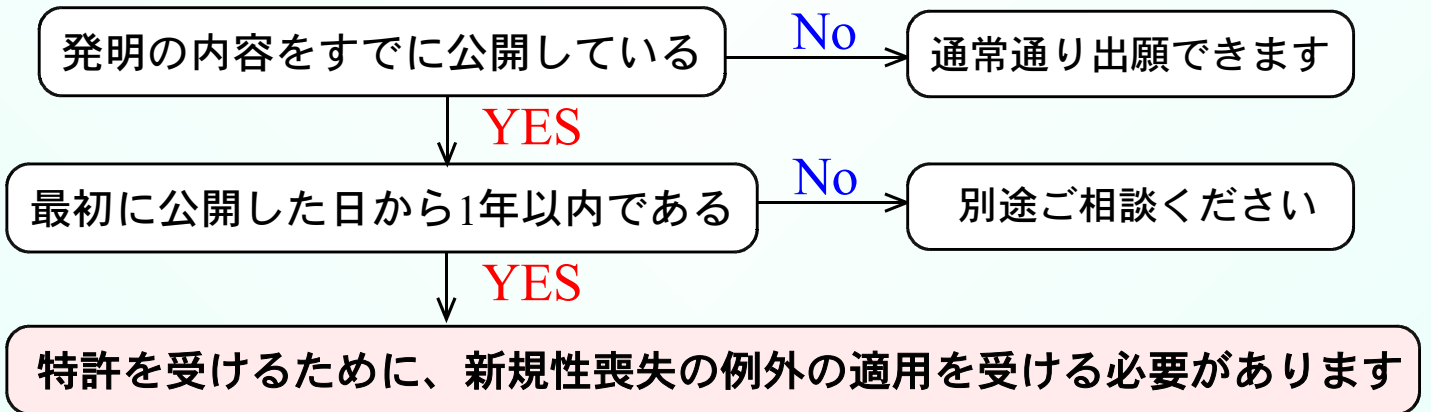 発明の内容をすでに公開している
No
通常通り出願できます
YES
最初に公開した日から1年以内である
No
別途ご相談ください
YES
特許を受けるために、新規性喪失の例外の適用を受ける必要があります